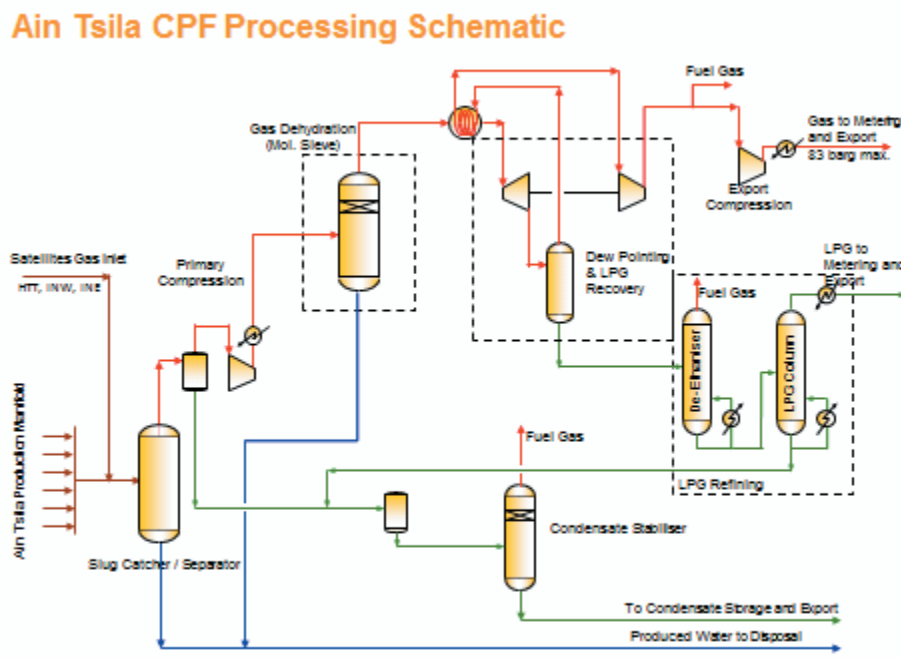 Ain Tsila CPF Processing Schematic
Fuel Gas
Gas to Metering
and Export
83 barg max.
Gas Dehydration
(Mol. Sieve)
Export
Compression
Satellites Gas Inlet
HTT, INW, INE
Primary
Compression
Dew Pointing
& LPG
Recovery
LPG to
Metering and
Export
Fuel Gas
De-Ethaniser
LPG Column
LPG Refining
Ain Tsila Production Manifold
Fuel Gas
Condensate Stabiliser
Slug Catcher / Separator
To Condensate Storage and Export
Produced Water to Disposal